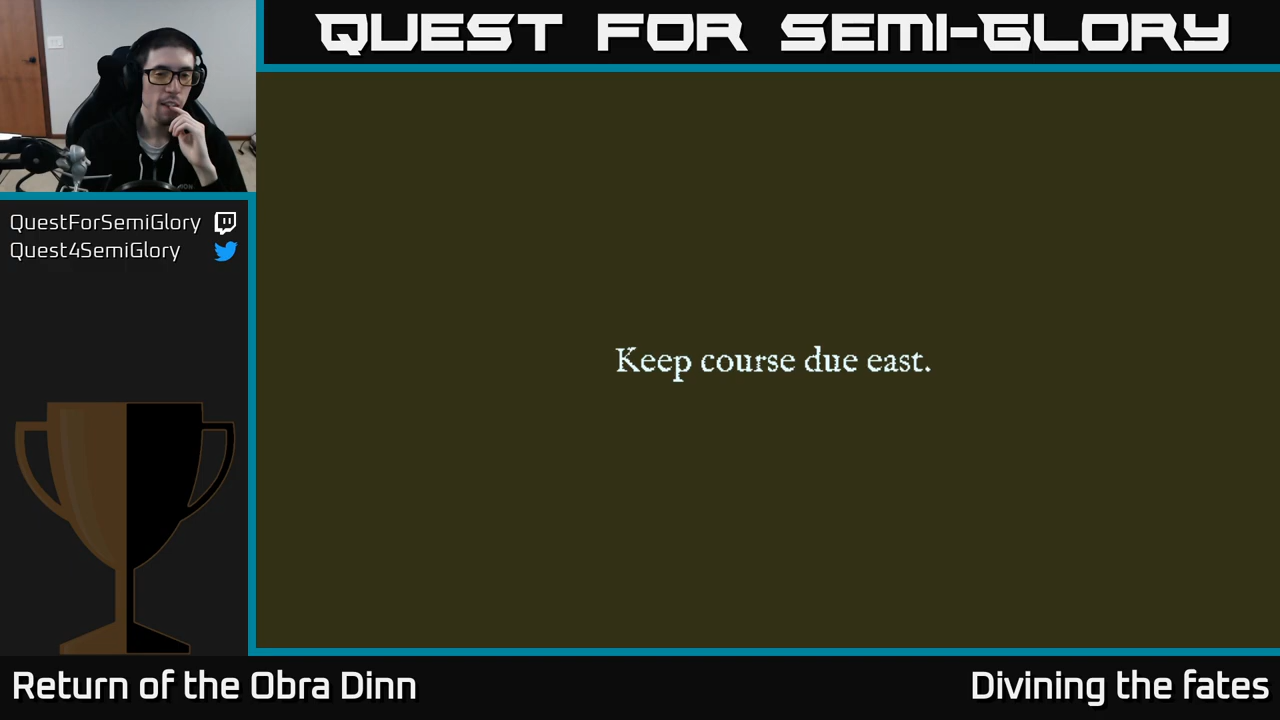 QUEST FOR SEMI-GLORY
QuestForSemiGlory
Quest4SemiGlory
Keep course due east.
Return of the Obra Dinn
Divining the fates